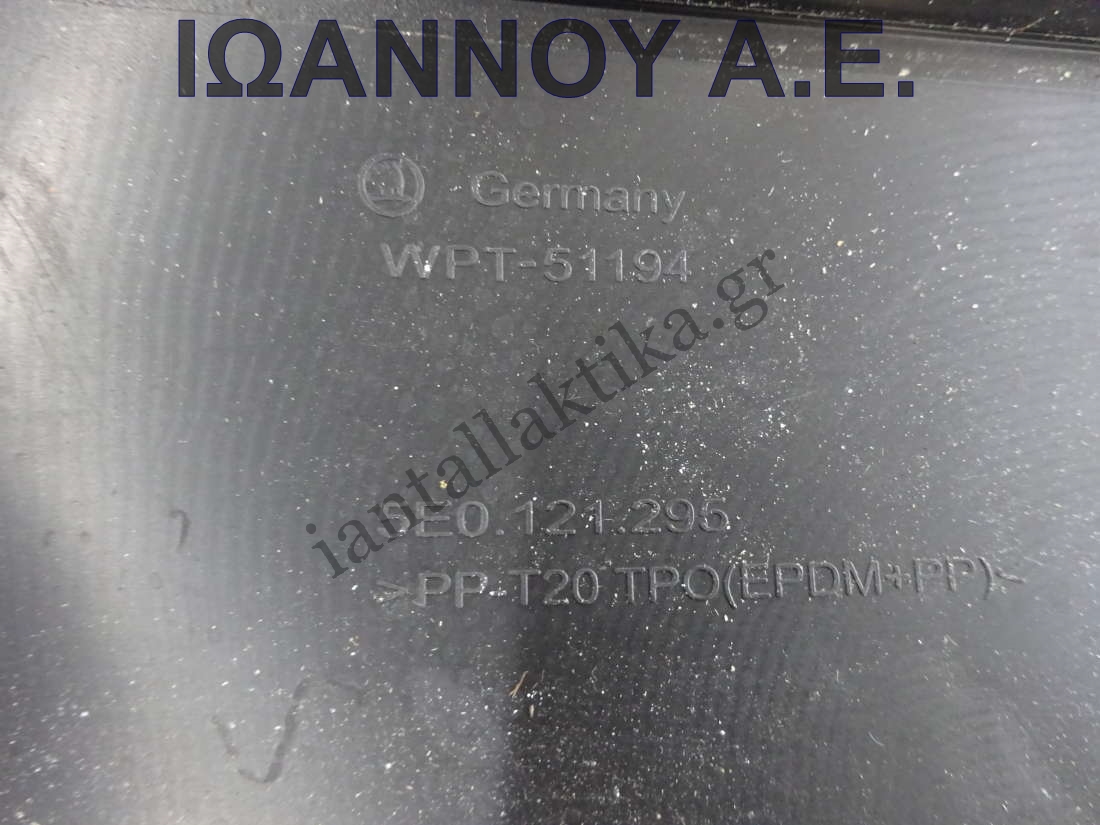 ΙΩΑΝΝΟΥ Α.Ε.
Germany
WPT-51194
iantallaktika.gr
5E0.121.295
>PP T20 TPO(EPDM+PP)<